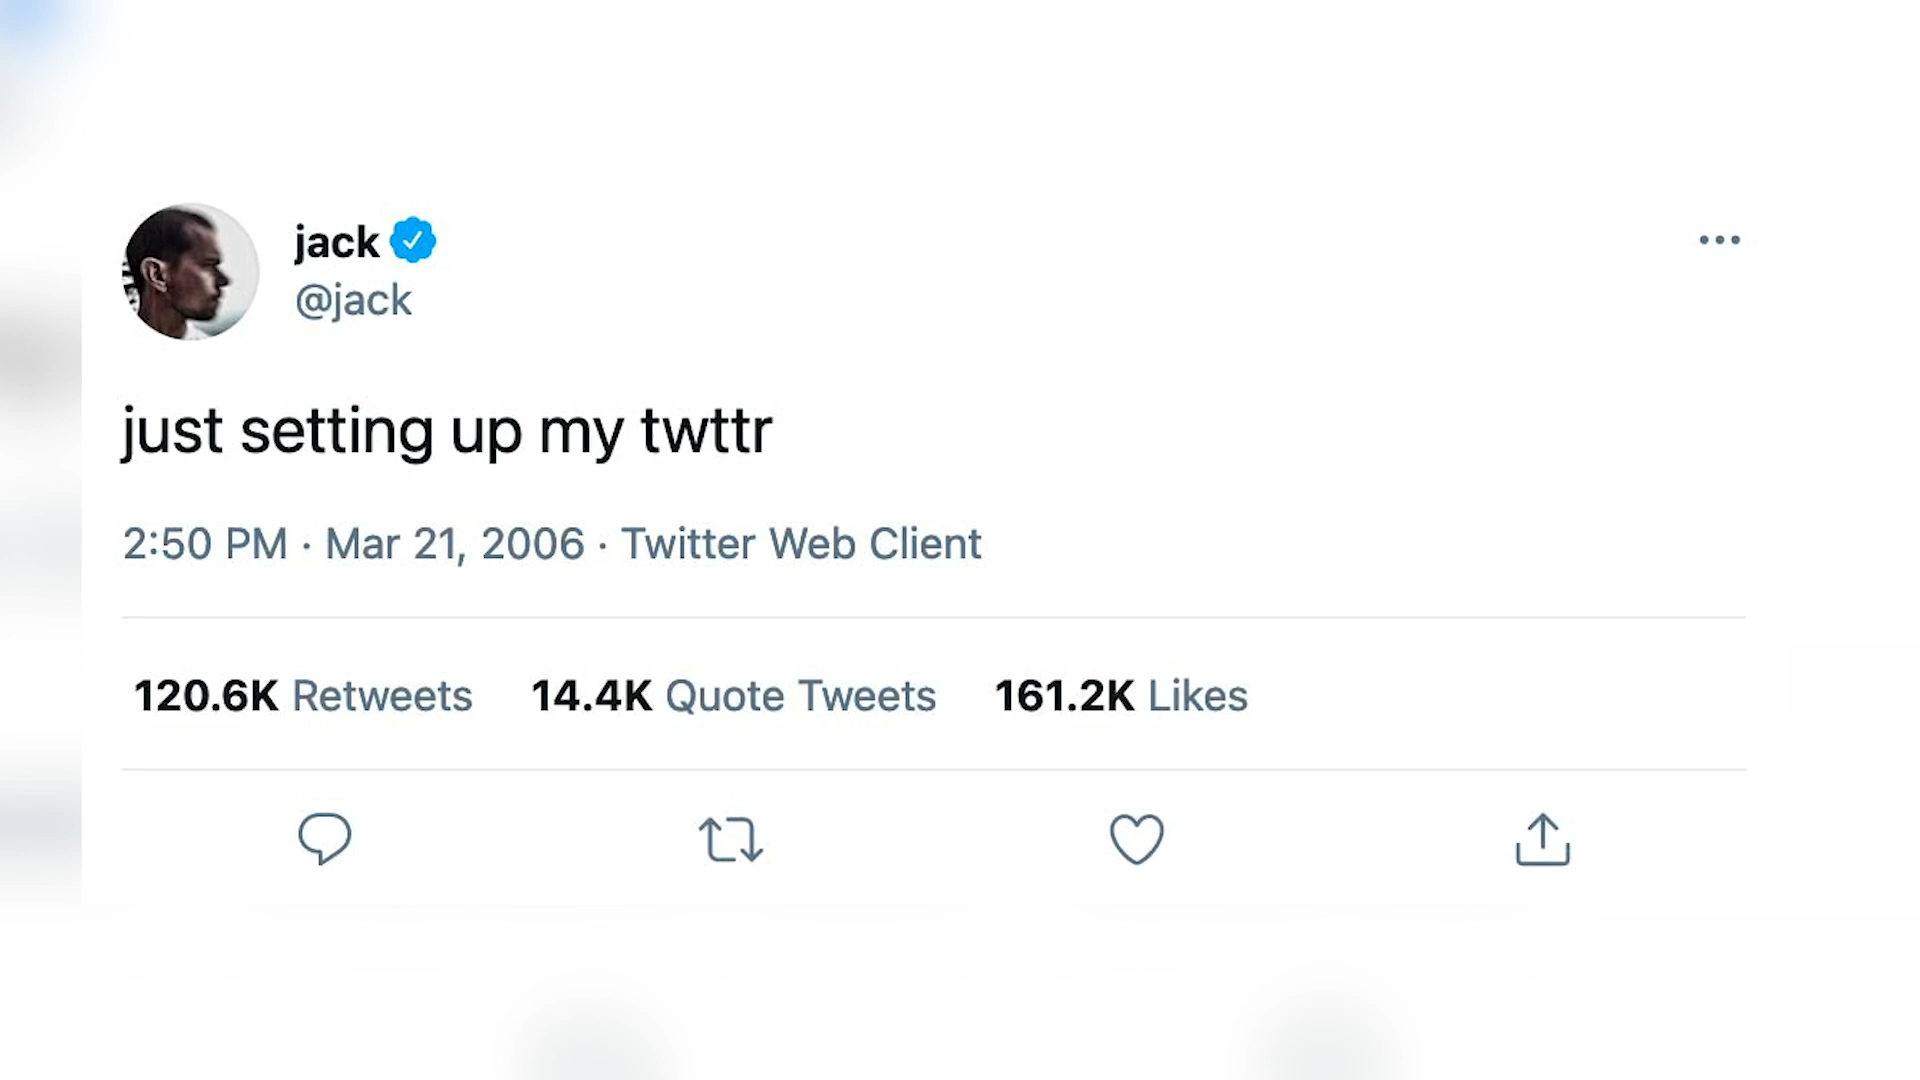 jack
@jack
just setting up my twttr
2:50 PM · Mar 21, 2006 · Twitter Web Client
120.6K Retweets 14.4K Quote Tweets 161.2K Likes